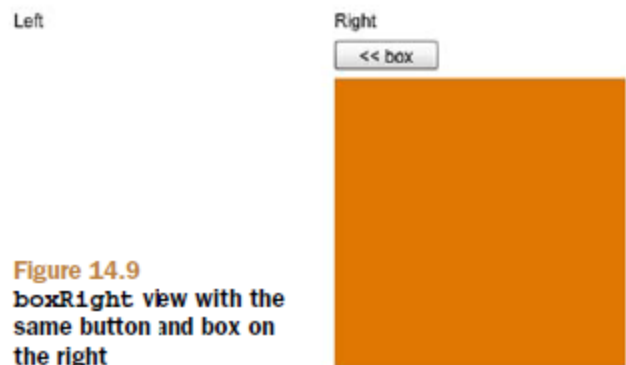 Left
Right
<< box
Figure 14.9
boxRight view with the
same button and box on
the right